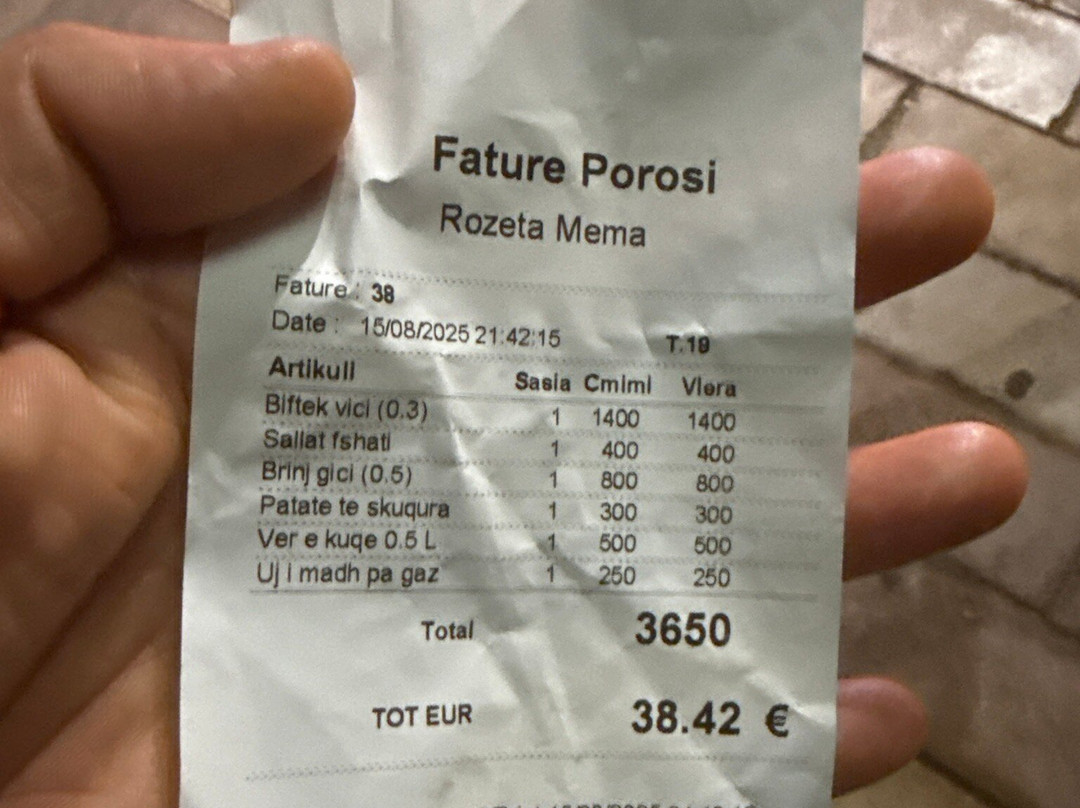 Fature Porosi
Rozeta Mema
Fature : 38
Date : 15/08/2025 21:42:15 T.19
Artikull Sasia Cmimi Vlera
Biftek vici (0.3) 1 1400 1400
Sallat fshati 1 400 400
Brinj gici (0.5) 1 800 800
Patate te skuqura 1 300 300
Ver e kuqe 0.5 L 1 500 500
Uj i madh pa gaz 1 250 250
Total 3650
TOT EUR 38.42 €